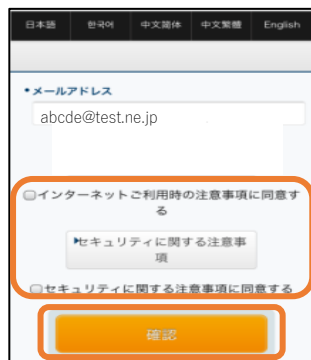 日本語 한국어 中文简体 中文繁體 English
•メールアドレス
abcde@test.ne.jp
インターネットご利用時の注意事項に同意す
る
セキュリティに関する注意事
項
セキュリティに関する注意事項に同意する
確認